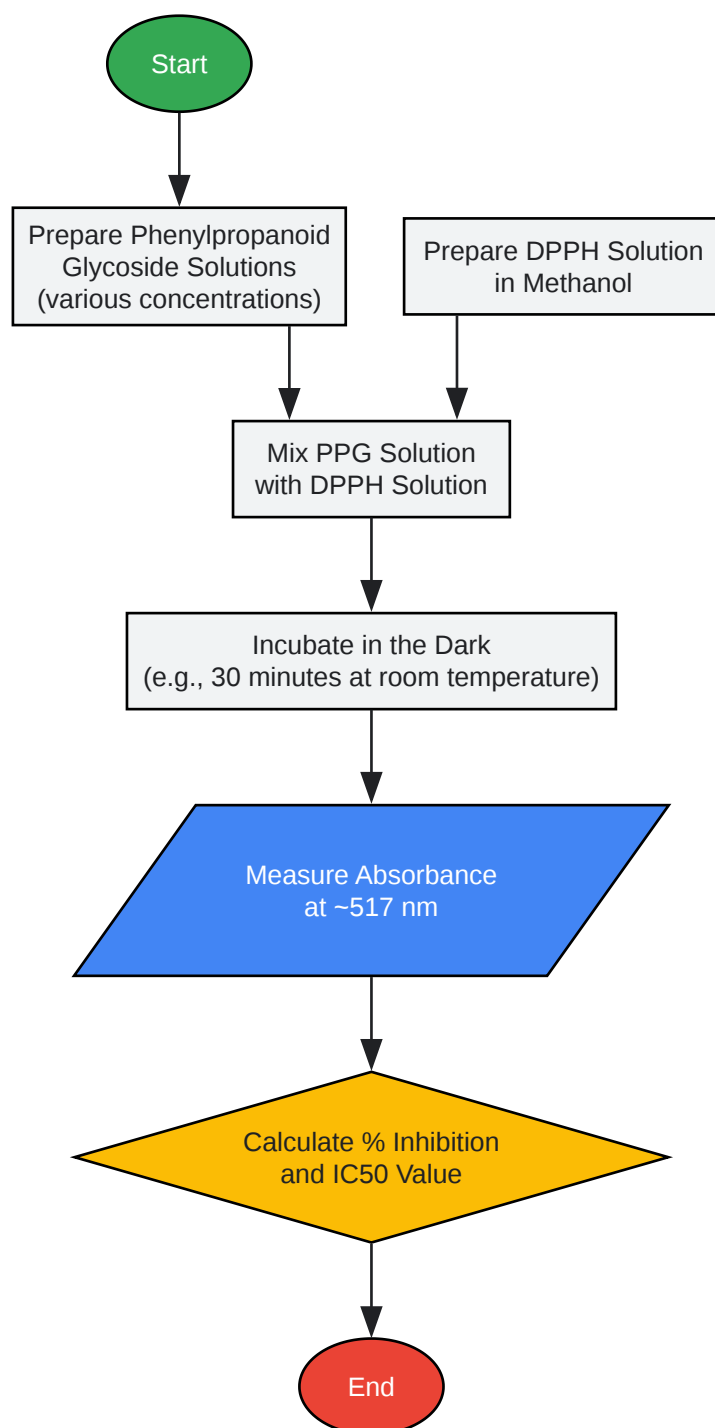 Start
Prepare Phenylpropanoid
Glycoside Solutions
(various concentrations)
Prepare DPPH Solution
in Methanol
Mix PPG Solution
with DPPH Solution
Incubate in the Dark
(e.g., 30 minutes at room temperature)
Measure Absorbance
at ~517 nm
Calculate % Inhibition
and IC50 Value
End